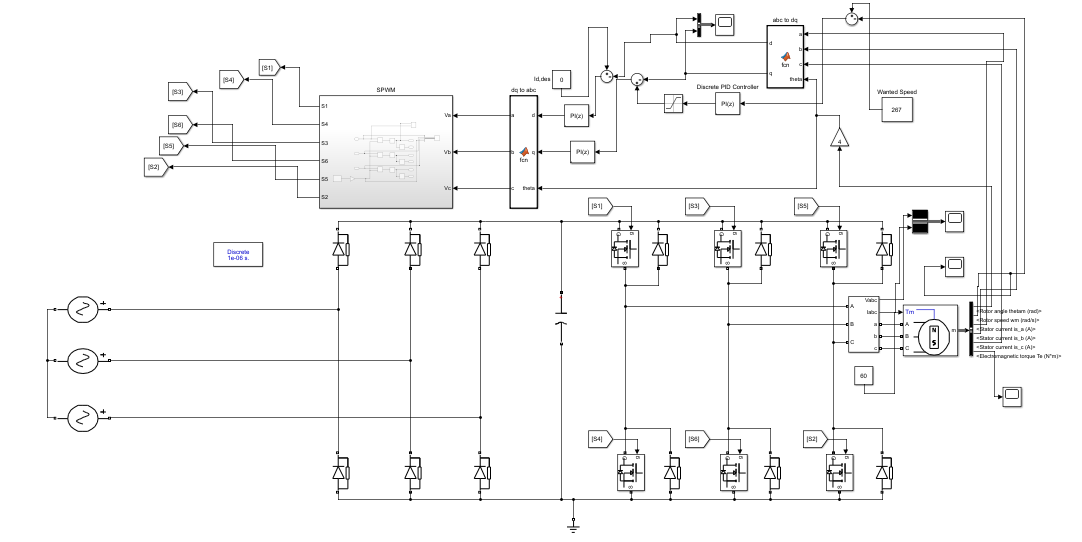 abc to dq
a
b
c
theta
d
q
fcn
Wanted Speed
267
Id,des
0
Discrete PID Controller
PI(z)
4
[S1]
[S4]
[S3]
[S6]
[S5]
[S2]
SPWM
S1
S4
S3
S6
S5
S2
Va
Vb
Vc
dq to abc
a
b
c
d
q
theta
fcn
PI(z)
PI(z)
Discrete
1e-06 s.
[S1]
[S3]
[S5]
g
g
g
Vabc
Iabc
A
B
C
a
b
c
Tm
A
B
C
N
S
m
<Rotor angle thetam (rad)>
<Rotor speed wm (rad/s)>
<Stator current is_a (A)>
<Stator current is_b (A)>
<Stator current is_c (A)>
<Electromagnetic torque Te (N*m)>
60
[S4]
[S6]
[S2]
g
g
g
+
+
+